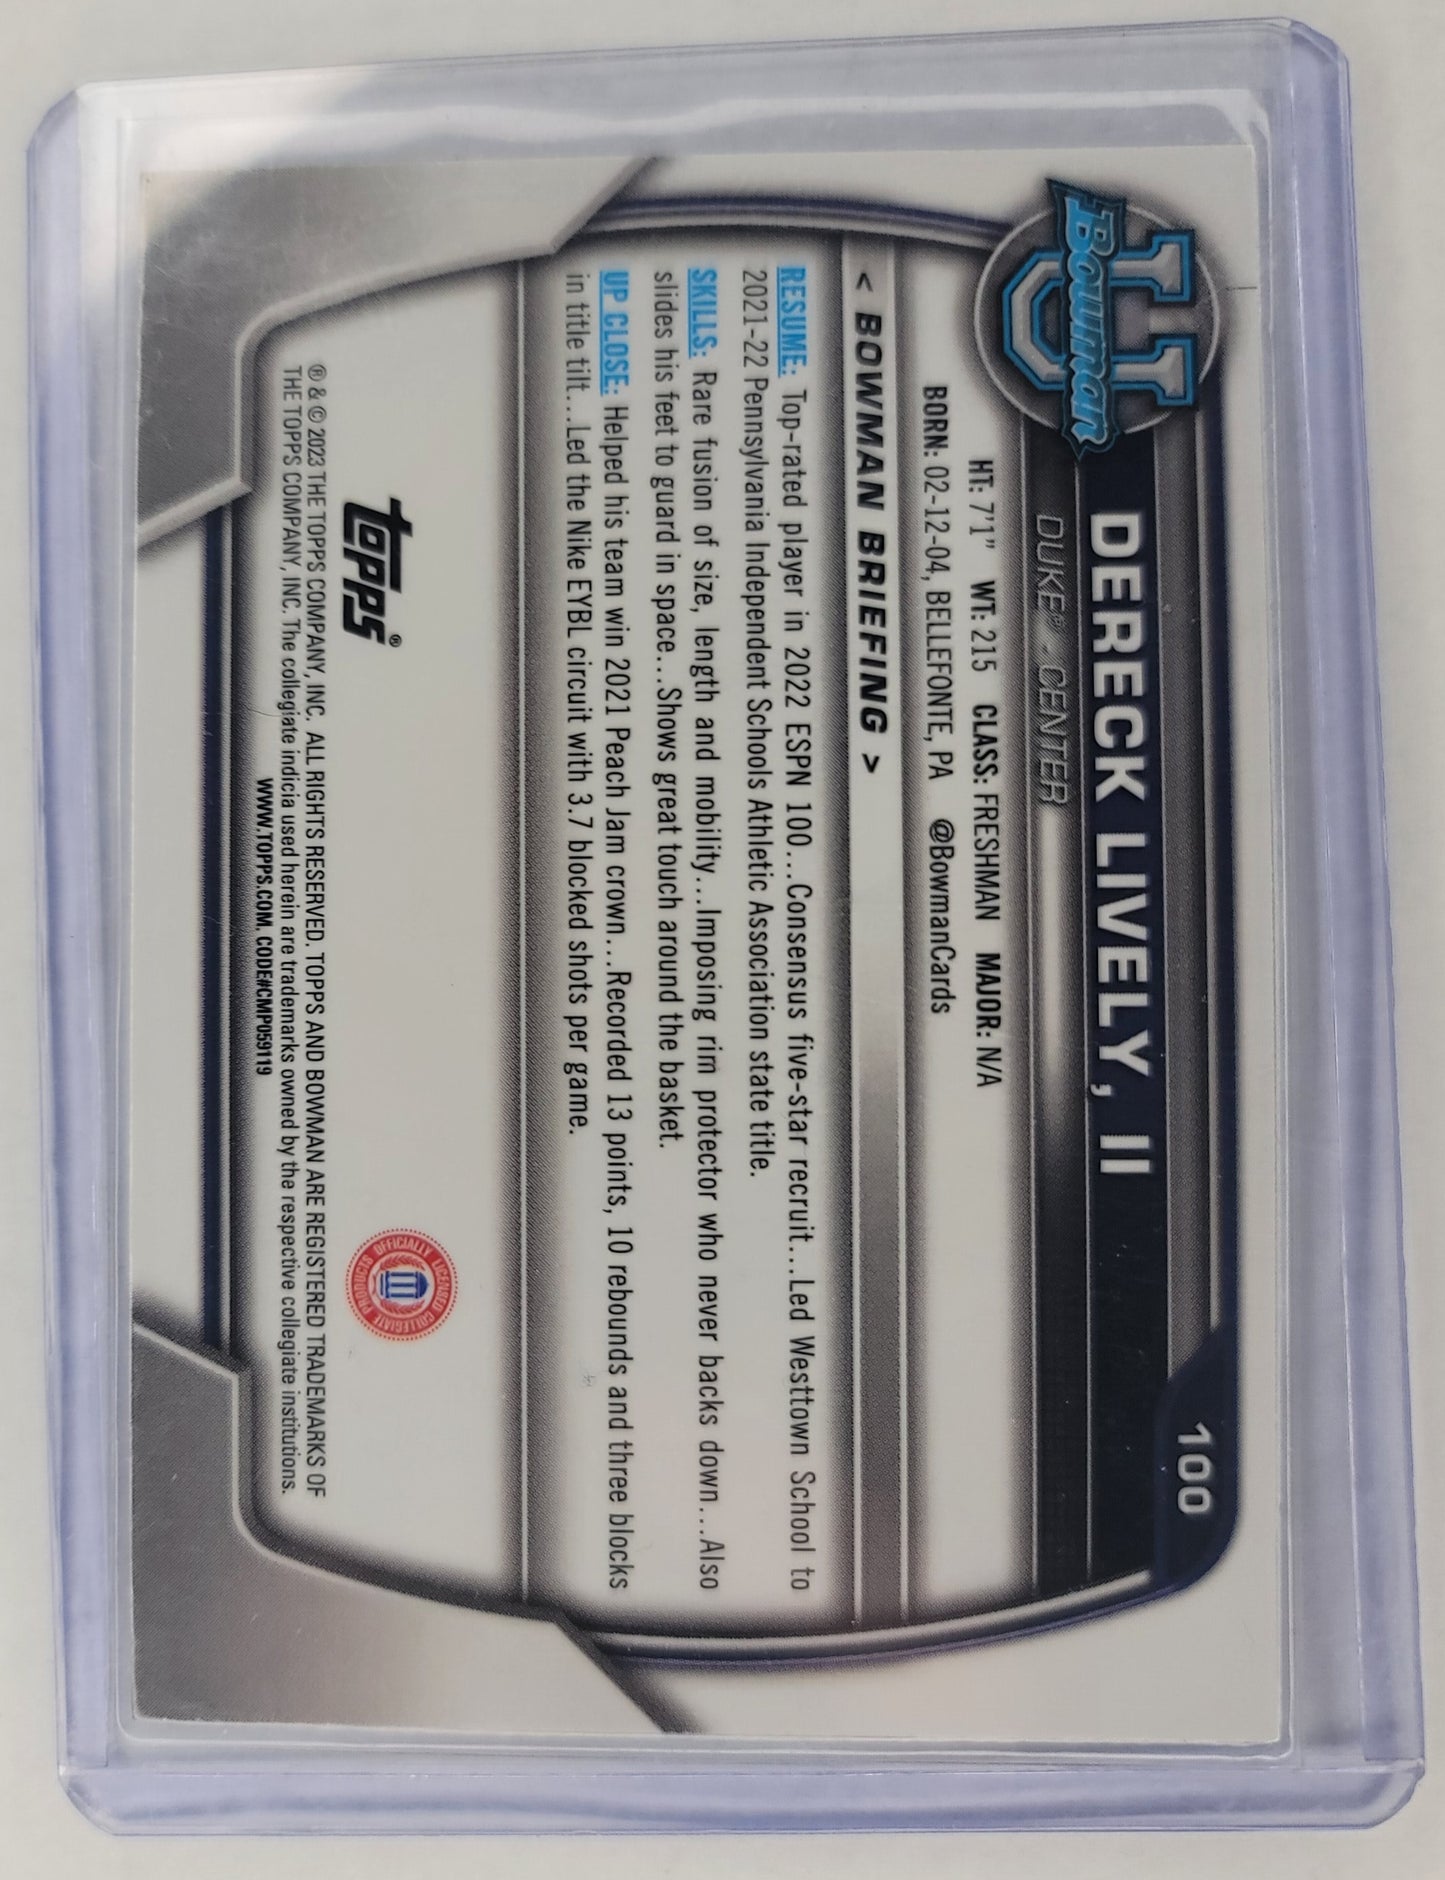 U
Bowman
100
DERECK LIVELY, II
DUKE® - CENTER
HT: 7'1" WT: 215 CLASS: FRESHMAN MAJOR: N/A
BORN: 02-12-04, BELLEFONTE, PA @BowmanCards
< BOWMAN BRIEFING >
RESUME: Top-rated player in 2022 ESPN 100...Consensus five-star recruit...Led Westtown School to
2021-22 Pennsylvania Independent Schools Athletic Association state title.
SKILLS: Rare fusion of size, length and mobility...Imposing rim protector who never backs down...Also
slides his feet to guard in space...Shows great touch around the basket.
UP CLOSE: Helped his team win 2021 Peach Jam crown...Recorded 13 points, 10 rebounds and three blocks
in title tilt...Led the Nike EYBL circuit with 3.7 blocked shots per game.
topps®
OFFICIALLY LICENSED COLLEGIATE PRODUCTS
® & © 2023 THE TOPPS COMPANY, INC. ALL RIGHTS RESERVED. TOPPS AND BOWMAN ARE REGISTERED TRADEMARKS OF
THE TOPPS COMPANY, INC. The collegiate indicia used herein are trademarks owned by the respective collegiate institutions.
WWW.TOPPS.COM. CODE#CMP059119